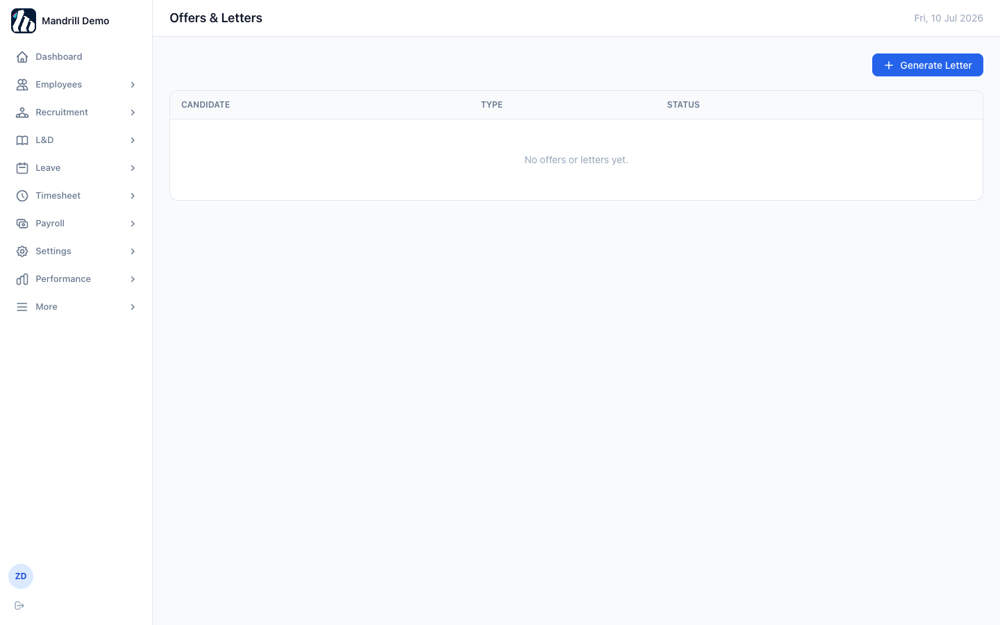 Mandrill Demo
Offers & Letters
Fri, 10 Jul 2026
Dashboard
Employees
Recruitment
L&D
Leave
Timesheet
Payroll
Settings
Performance
More
ZD
Generate Letter
CANDIDATE TYPE STATUS
No offers or letters yet.